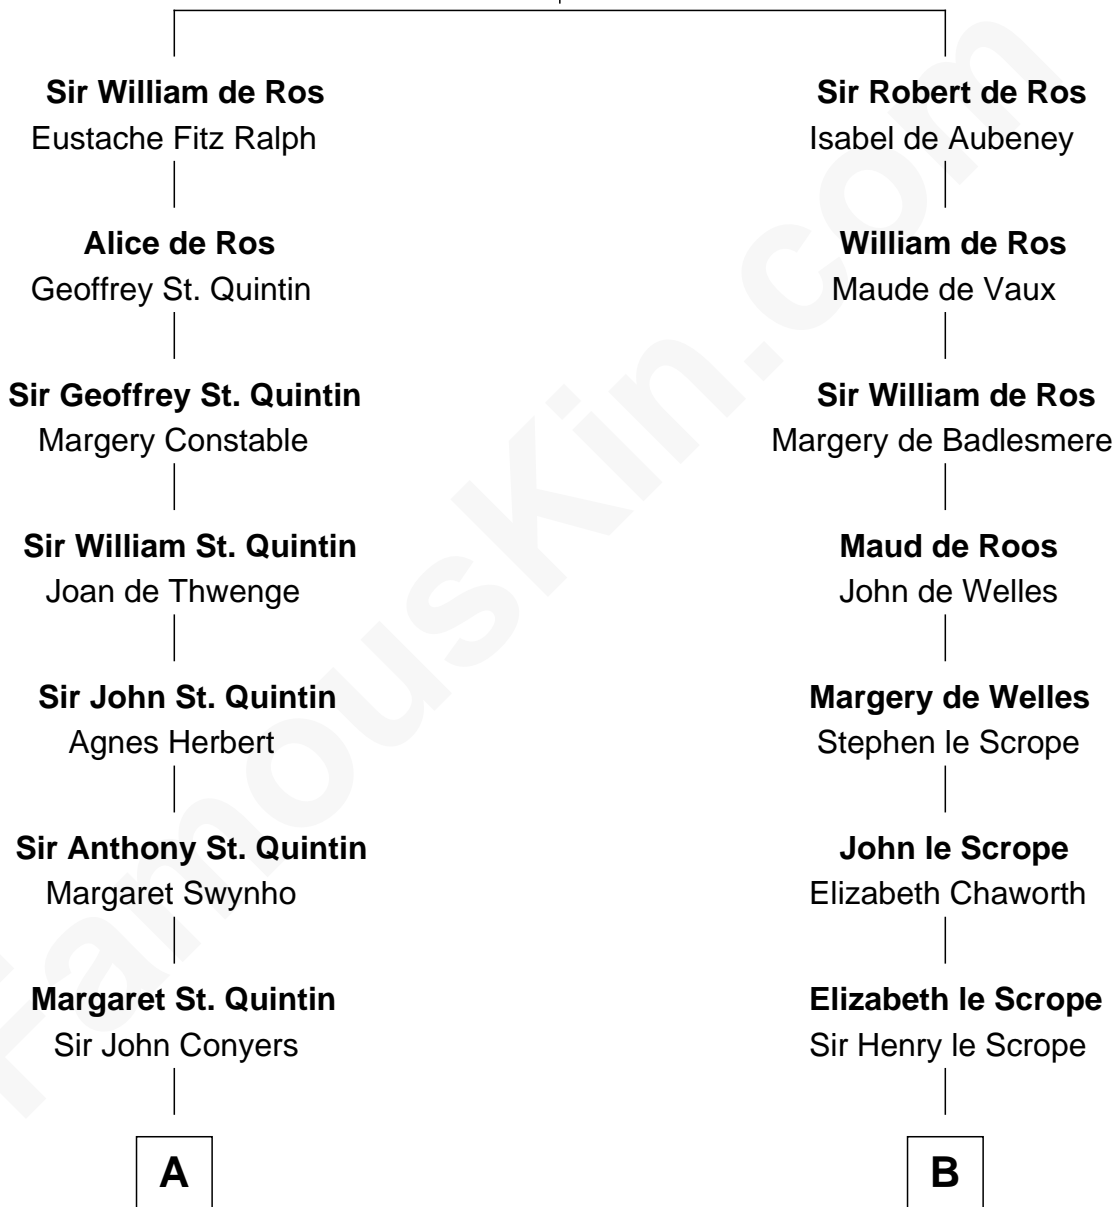 Sir William de Ros
Eustache Fitz Ralph
Alice de Ros
Geoffrey St. Quintin
Sir Geoffrey St. Quintin
Margery Constable
Sir William St. Quintin
Joan de Thwenge
Sir John St. Quintin
Agnes Herbert
Sir Anthony St. Quintin
Margaret Swynho
Margaret St. Quintin
Sir John Conyers
A
Sir Robert de Ros
Isabel de Aubeney
William de Ros
Maude de Vaux
Sir William de Ros
Margery de Badlesmere
Maud de Roos
John de Welles
Margery de Welles
Stephen le Scrope
John le Scrope
Elizabeth Chaworth
Elizabeth le Scrope
Sir Henry le Scrope
B
FamousKin.com